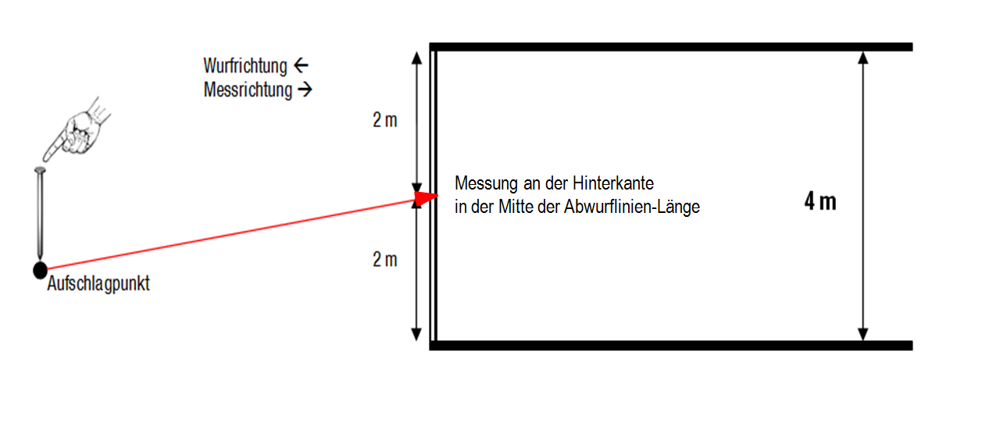 Wurfrichtung ←
Messrichtung →
2 m
Messung an der Hinterkante
in der Mitte der Abwurflinien-Länge
4 m
2 m
Aufschlagpunkt